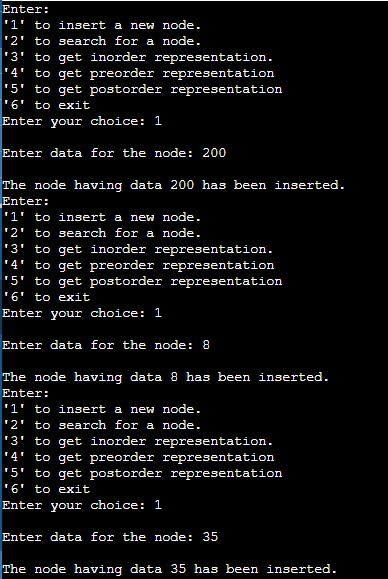 Enter:
'1' to insert a new node.
'2' to search for a node.
'3' to get inorder representation.
'4' to get preorder representation
'5' to get postorder representation
'6' to exit
Enter your choice: 1
Enter data for the node: 200
The node having data 200 has been inserted.
Enter:
'1' to insert a new node.
'2' to search for a node.
'3' to get inorder representation.
'4' to get preorder representation
'5' to get postorder representation
'6' to exit
Enter your choice: 1
Enter data for the node: 8
The node having data 8 has been inserted.
Enter:
'1' to insert a new node.
'2' to search for a node.
'3' to get inorder representation.
'4' to get preorder representation
'5' to get postorder representation
'6' to exit
Enter your choice: 1
Enter data for the node: 35
The node having data 35 has been inserted.